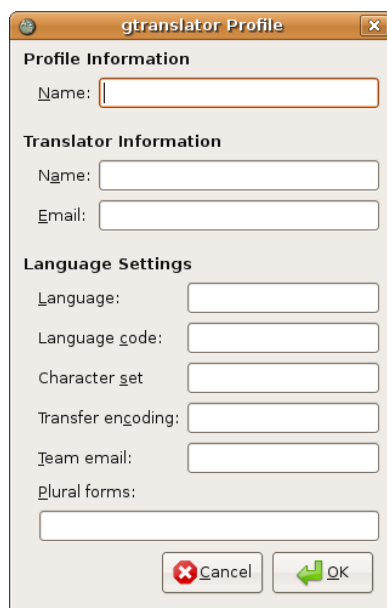 gtranslator Profile
Profile Information
Name:
Translator Information
Name:
Email:
Language Settings
Language:
Language code:
Character set
Transfer encoding:
Team email:
Plural forms:
Cancel OK